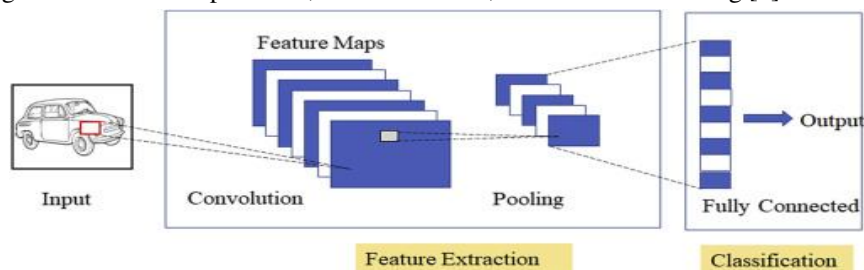 Feature Maps
Output
Input
Convolution
Pooling
Fully Connected
Feature Extraction
Classification